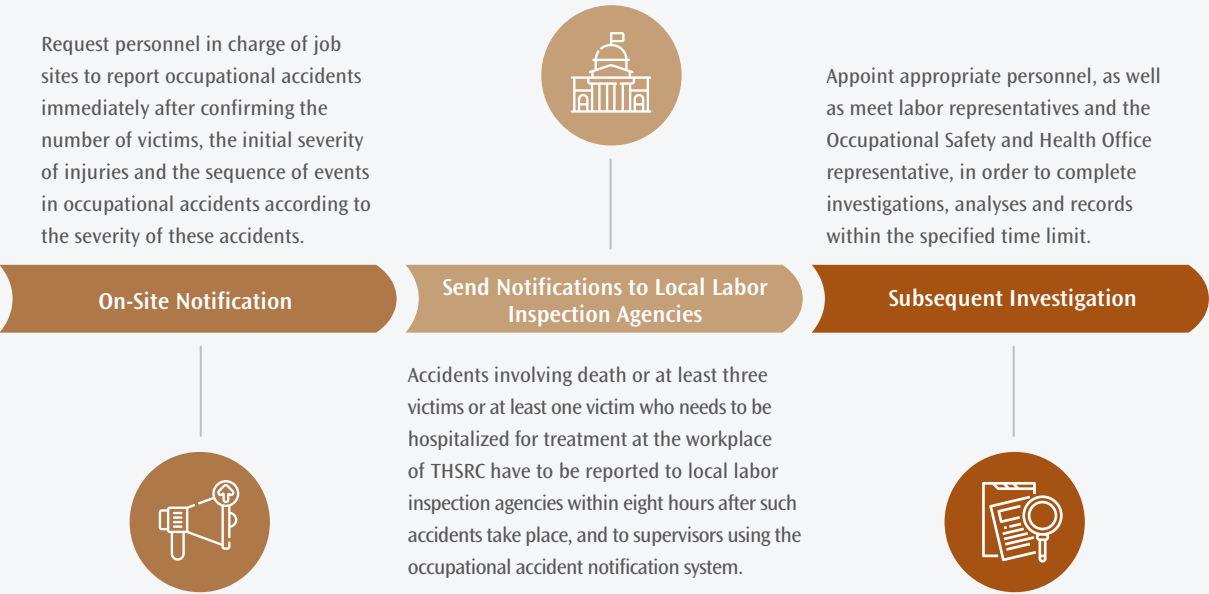 Request personnel in charge of job
sites to report occupational accidents
immediately after confirming the
number of victims, the initial severity
of injuries and the sequence of events
in occupational accidents according to
the severity of these accidents.
On-Site Notification
Send Notifications to Local Labor
Inspection Agencies
Accidents involving death or at least three
victims or at least one victim who needs to be
hospitalized for treatment at the workplace
of THSRC have to be reported to local labor
inspection agencies within eight hours after such
accidents take place, and to supervisors using the
occupational accident notification system.
Appoint appropriate personnel, as well
as meet labor representatives and the
Occupational Safety and Health Office
representative, in order to complete
investigations, analyses and records
within the specified time limit.
Subsequent Investigation